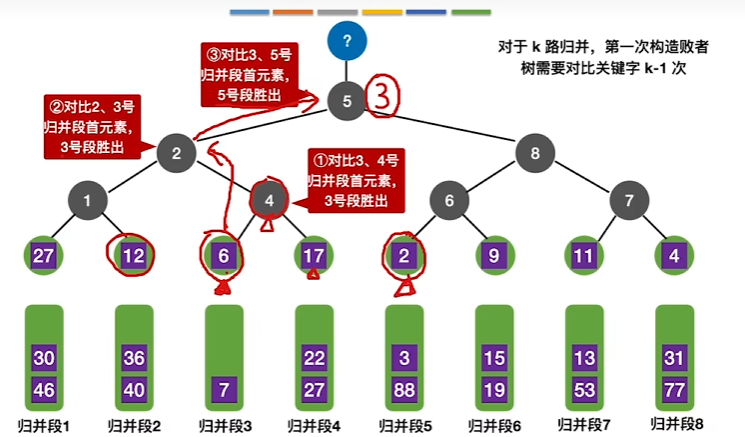 ?
对于 k 路归并，第一次构造败者
树需要对比关键字 k-1 次
③对比3、5号
归并段首元素，
5号段胜出
5
3
②对比2、3号
归并段首元素，
3号段胜出
2
8
①对比3、4号
归并段首元素，
3号段胜出
1
4
6
7
27 12 6 17 2 9 11 4
30 36 22 3 15 13 31
46 40 7 27 88 19 53 77
归并段1 归并段2 归并段3 归并段4 归并段5 归并段6 归并段7 归并段8